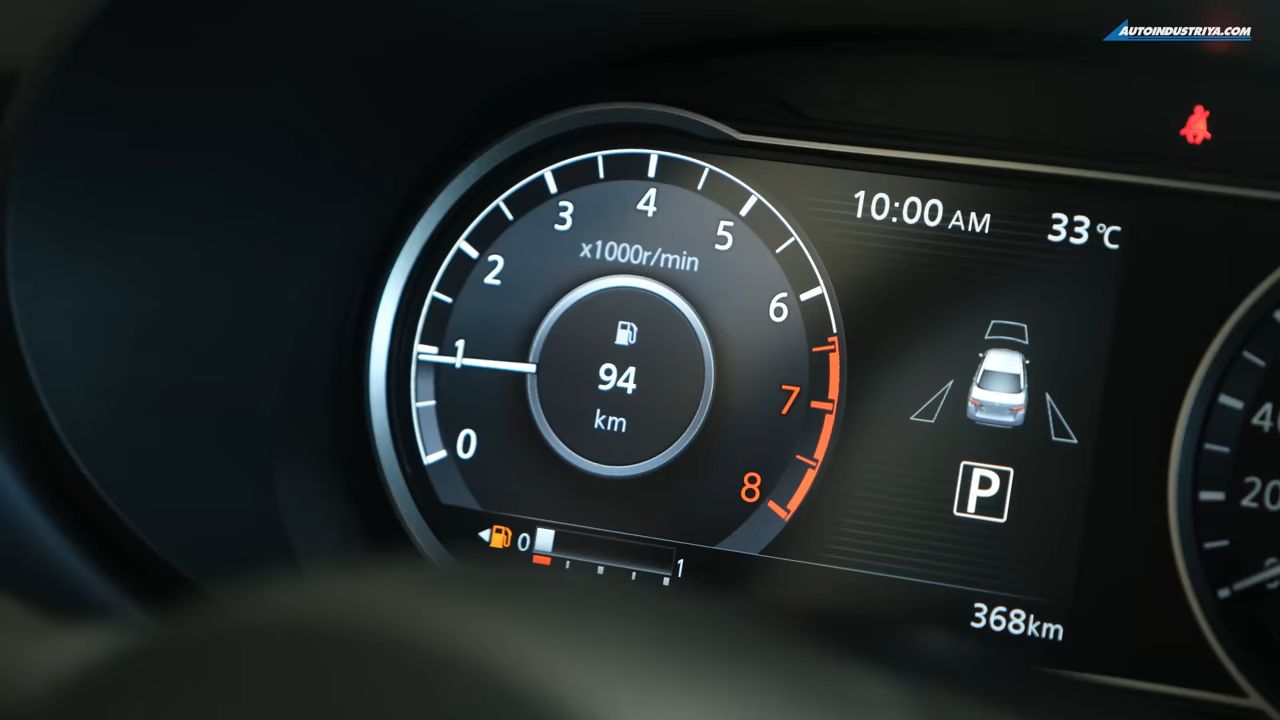 AUTOINDUSTRIYA.COM
10:00 AM 33°C
0 1 2 3 4 5 6 7 8
x1000r/min
94
km
P
0 1
368km
20